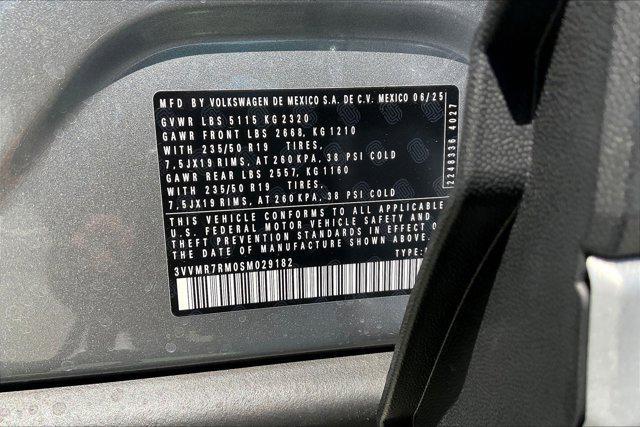 MFD BY VOLKSWAGEN DE MEXICO S.A. DE C.V. MEXICO 06/25
GVWR LBS 5115 KG 2320
GAWR FRONT LBS 2668, KG 1210
WITH 235/50 R19 TIRES,
7,5JX19 RIMS, AT 260 KPA, 38 PSI COLD
GAWR REAR LBS 2557, KG 1160
WITH 235/50 R19 TIRES,
7,5JX19 RIMS, AT 260 KPA, 38 PSI COLD
THIS VEHICLE CONFORMS TO ALL APPLICABLE
U.S. FEDERAL MOTOR VEHICLE SAFETY AND
THEFT PREVENTION STANDARDS IN EFFECT ON
THE DATE OF MANUFACTURE SHOWN ABOVE.
3VVMR7RM0SM029182 TYPE:
2248336 4027